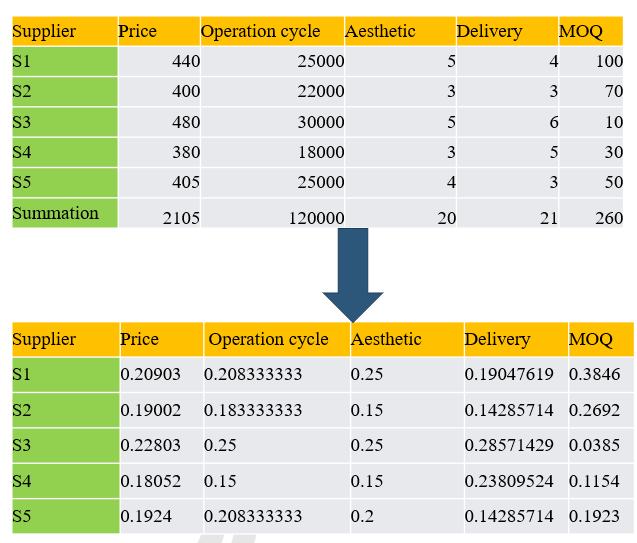 Supplier Price Operation cycle Aesthetic Delivery MOQ
S1 440 25000 5 4 100
S2 400 22000 3 3 70
S3 480 30000 5 6 10
S4 380 18000 3 5 30
S5 405 25000 4 3 50
Summation 2105 120000 20 21 260
Supplier Price Operation cycle Aesthetic Delivery MOQ
S1 0.20903 0.208333333 0.25 0.19047619 0.3846
S2 0.19002 0.183333333 0.15 0.14285714 0.2692
S3 0.22803 0.25 0.25 0.28571429 0.0385
S4 0.18052 0.15 0.15 0.23809524 0.1154
S5 0.1924 0.208333333 0.2 0.14285714 0.1923